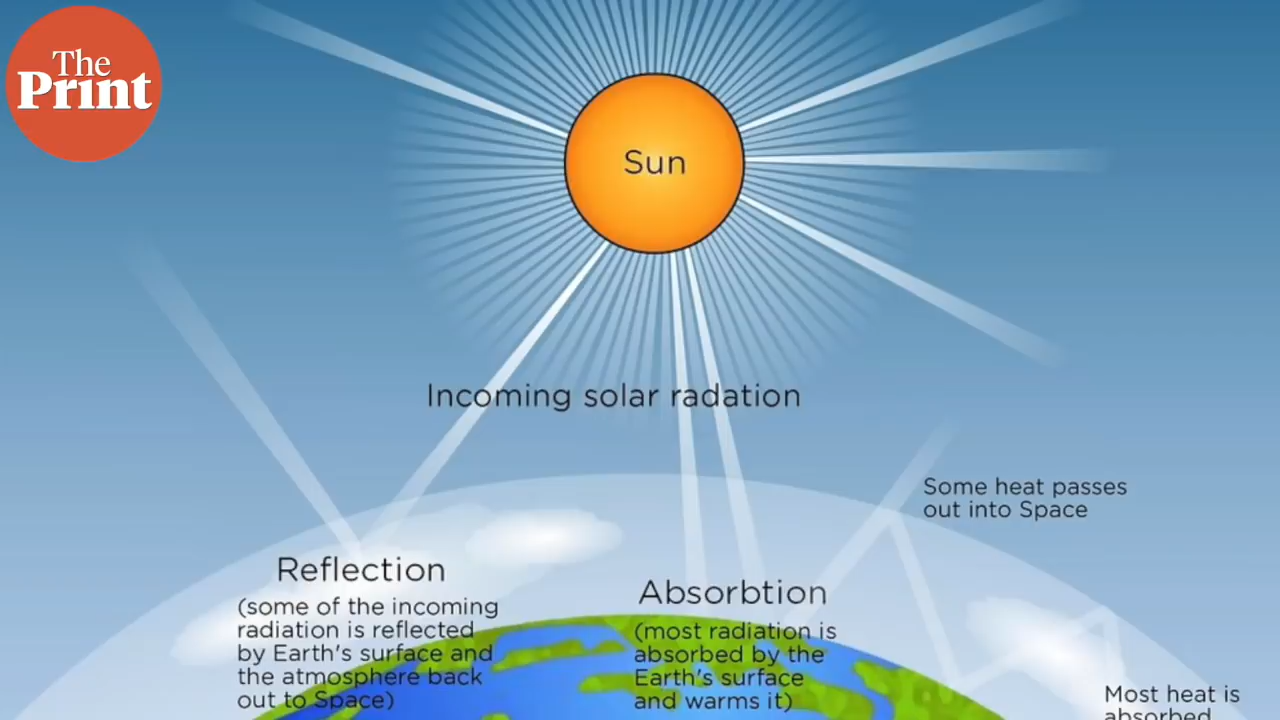 The
Print
Sun
Incoming solar radation
Some heat passes
out into Space
Reflection
(some of the incoming
radiation is reflected
by Earth's surface and
the atmosphere back
out to Space)
Absorbtion
(most radiation is
absorbed by the
Earth's surface
and warms it)
Most heat is
absorbed